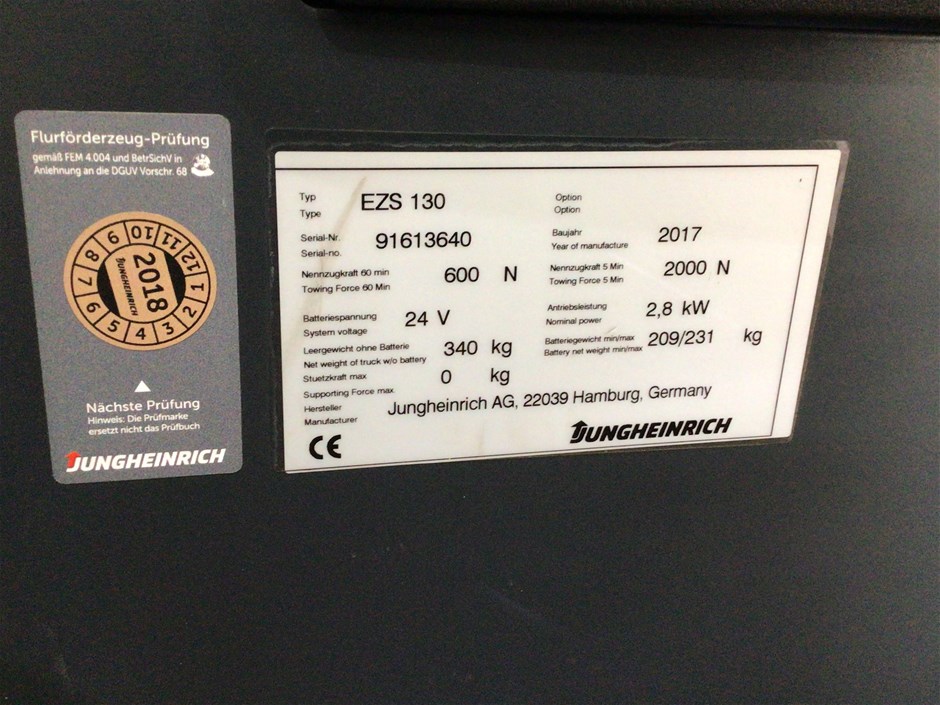 Flurförderzeug-Prüfung
gemäß FEM 4.004 und BetrSichV in
Anlehnung an die DGUV Vorschr. 68
1 2 3 4 5 6 7 8 9 10 11 12
2018
JUNGHEINRICH
Nächste Prüfung
Hinweis: Die Prüfmarke
ersetzt nicht das Prüfbuch
JUNGHEINRICH
Typ EZS 130 Option
Type Option
Serial-Nr. 91613640 Baujahr 2017
Serial-no. Year of manufacture
Nennzugkraft 60 min 600 N Nennzugkraft 5 Min 2000 N
Towing Force 60 Min Towing Force 5 Min
Batteriespannung 24 V Antriebsleistung 2,8 kW
System voltage Nominal power
Leergewicht ohne Batterie 340 kg Batteriegewicht min/max 209/231 kg
Net weight of truck w/o battery Battery net weight min/max
Stuetzkraft max 0 kg
Supporting Force max
Hersteller Jungheinrich AG, 22039 Hamburg, Germany
Manufacturer
CE JUNGHEINRICH